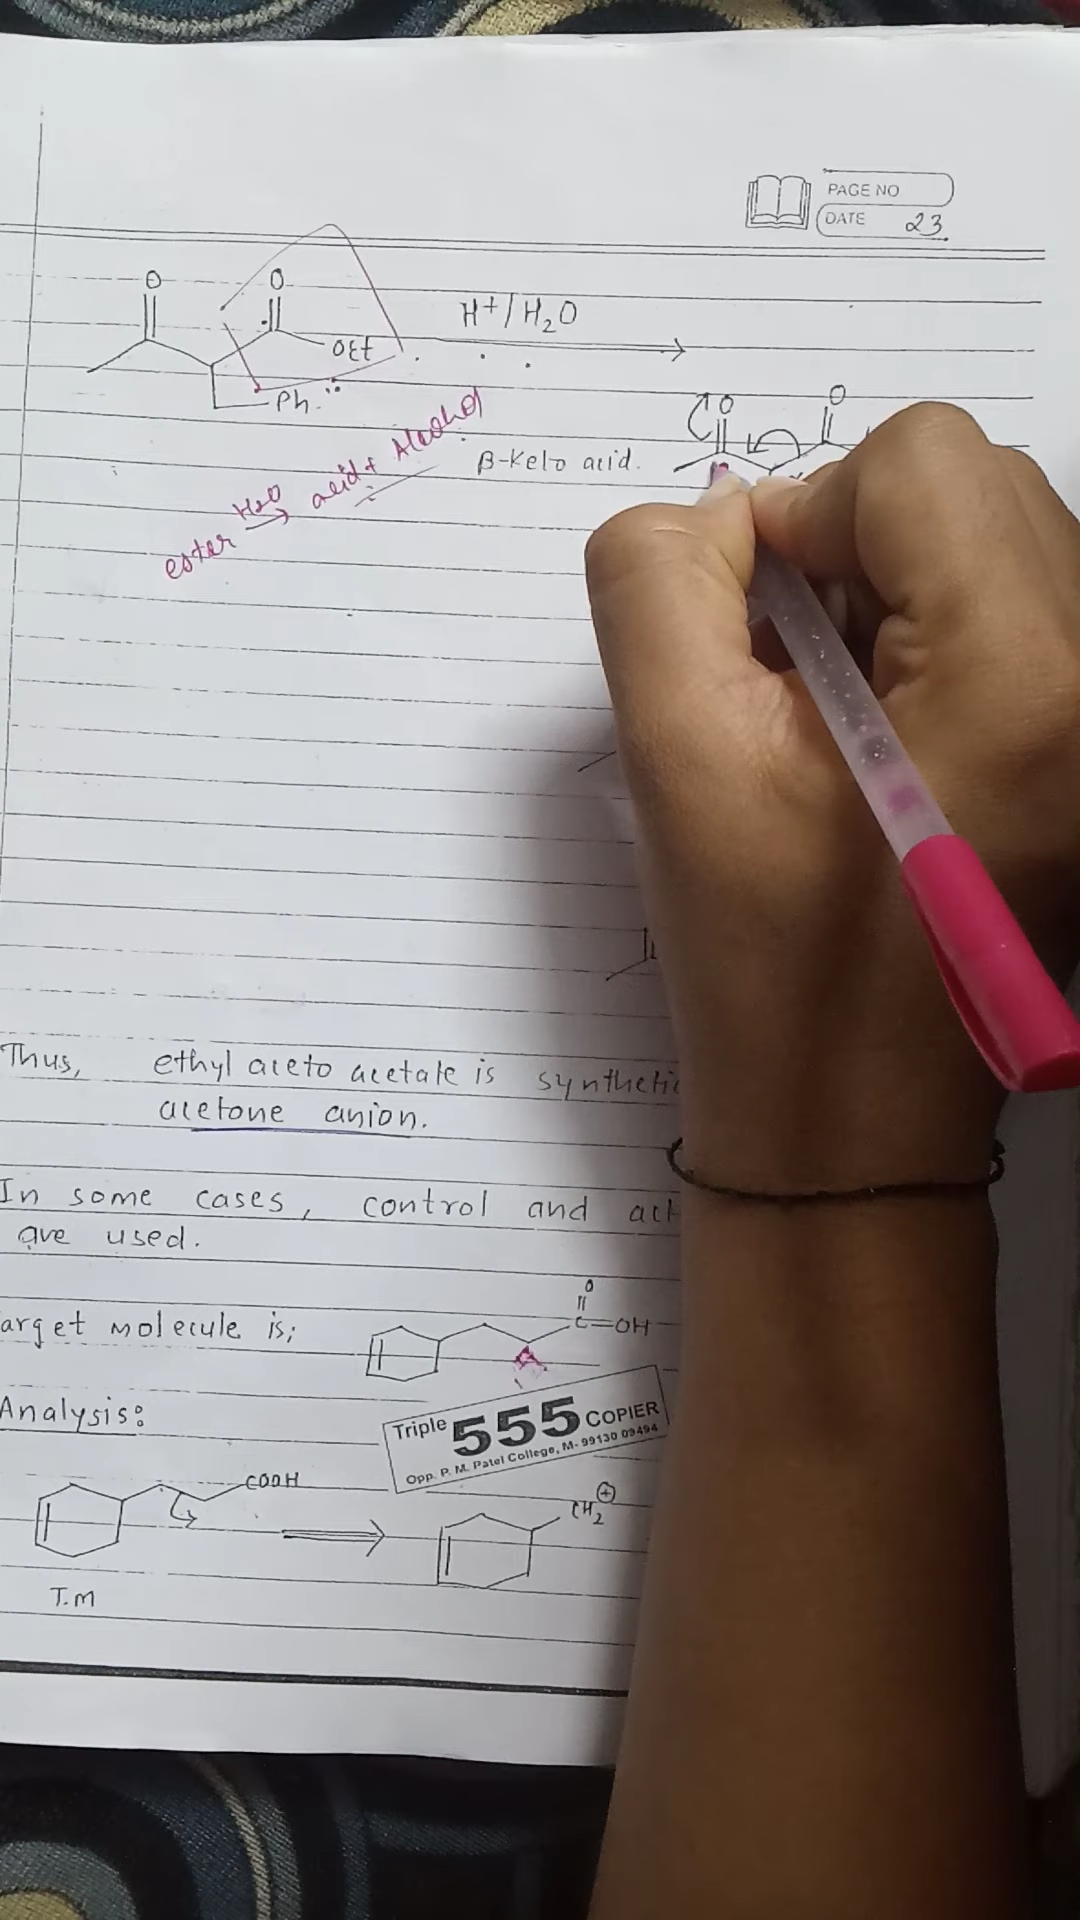 PAGE NO
DATE 23
O O
H+/H2O
OEt
Ph
O O
β-Keto acid.
ester H2O → acid + Alcohol
Thus, ethyl aceto acetate is
acetone anion.
In some cases, control and
are used.
arget molecule is;
O
C OH
Analysis:
Triple 555 COPIER
Opp. P. M. Patel College, M- 99130 09494
COOH
CH2 +
T.M